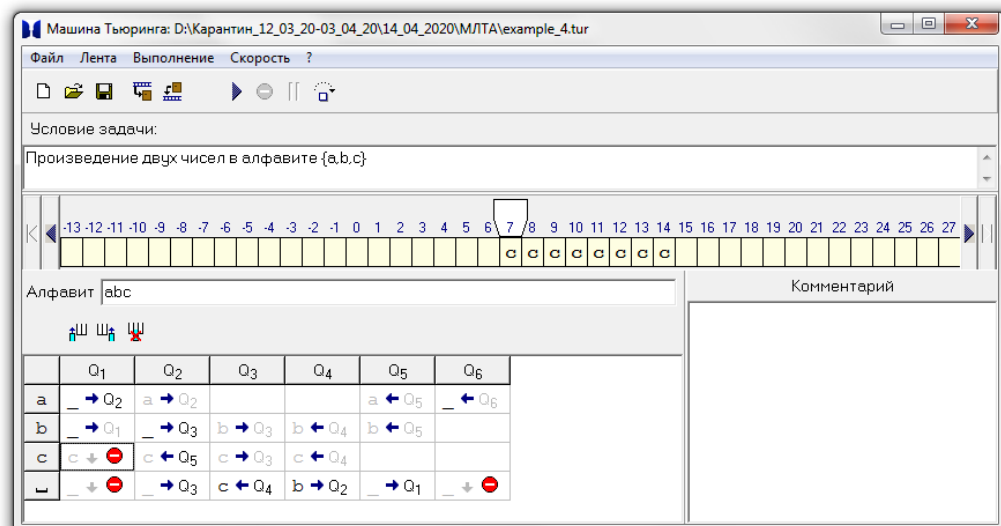 Машина Тьюринга: D:\Карантин_12_03_20-03_04_20\14_04_2020\МЛТА\example_4.tur
Файл Лента Выполнение Скорость ?
Условие задачи:
Произведение двух чисел в алфавите {a,b,c}
-13 -12 -11 -10 -9 -8 -7 -6 -5 -4 -3 -2 -1 0 1 2 3 4 5 6 7 8 9 10 11 12 13 14 15 16 17 18 19 20 21 22 23 24 25 26 27
c c c c c c c c
Алфавит abc
Комментарий
Q1 Q2 Q3 Q4 Q5 Q6
a _ → Q2 a → Q2 a ← Q5 _ ← Q6
b _ → Q1 _ → Q3 b → Q3 b ← Q4 b ← Q5
c c ↓ c ← Q5 c → Q3 c ← Q4
_ ↓ _ → Q3 c ← Q4 b → Q2 _ → Q1 _ ↓